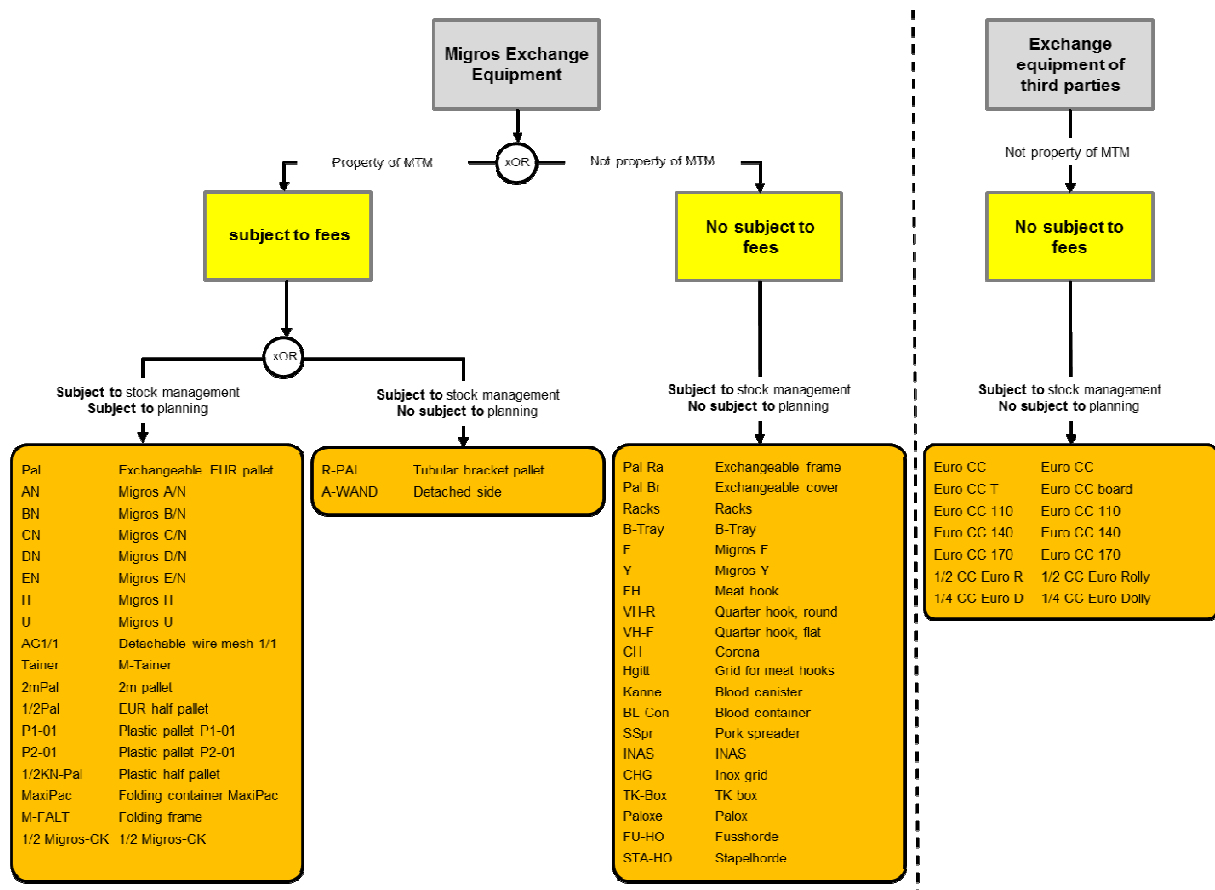 Migros Exchange
Equipment
Exchange
equipment of
third parties
Property of MTM
xOR
Not property of MTM
Not property of MTM
subject to fees
No subject to
fees
No subject to
fees
xOR
Subject to stock management
Subject to planning
Subject to stock management
No subject to planning
Subject to stock management
No subject to planning
Subject to stock management
No subject to planning
Pal Exchangeable EUR pallet
AN Migros A/N
BN Migros B/N
CN Migros C/N
DN Migros D/N
EN Migros E/N
H Migros H
U Migros U
AG1/1 Detachable wire mesh 1/1
Tainer M-Tainer
2mPal 2m pallet
1/2Pal EUR half pallet
P1-01 Plastic pallet P1-01
P2-01 Plastic pallet P2-01
1/2KN-Pal Plastic half pallet
MaxiPac Folding container MaxiPac
M-FALT Folding frame
1/2 Migros-CK 1/2 Migros-CK
R-PAL Tubular bracket pallet
A-WAND Detached side
Pal Ra Exchangeable frame
Pal Br Exchangeable cover
Racks Racks
B-Tray B-Tray
F Migros F
Y Migros Y
FH Meat hook
VH-R Quarter hook, round
VH-F Quarter hook, flat
CH Corona
Hgitt Grid for meat hooks
Kanne Blood canister
BL Con Blood container
SSpr Pork spreader
INAS INAS
CHG Inox grid
TK-Box TK box
Paloxe Palox
FU-HO Fusshorde
STA-HO Stapelhorde
Euro CC Euro CC
Euro CC T Euro CC board
Euro CC 110 Euro CC 110
Euro CC 140 Euro CC 140
Euro CC 170 Euro CC 170
1/2 CC Euro R 1/2 CC Euro Rolly
1/4 CC Euro D 1/4 CC Euro Dolly